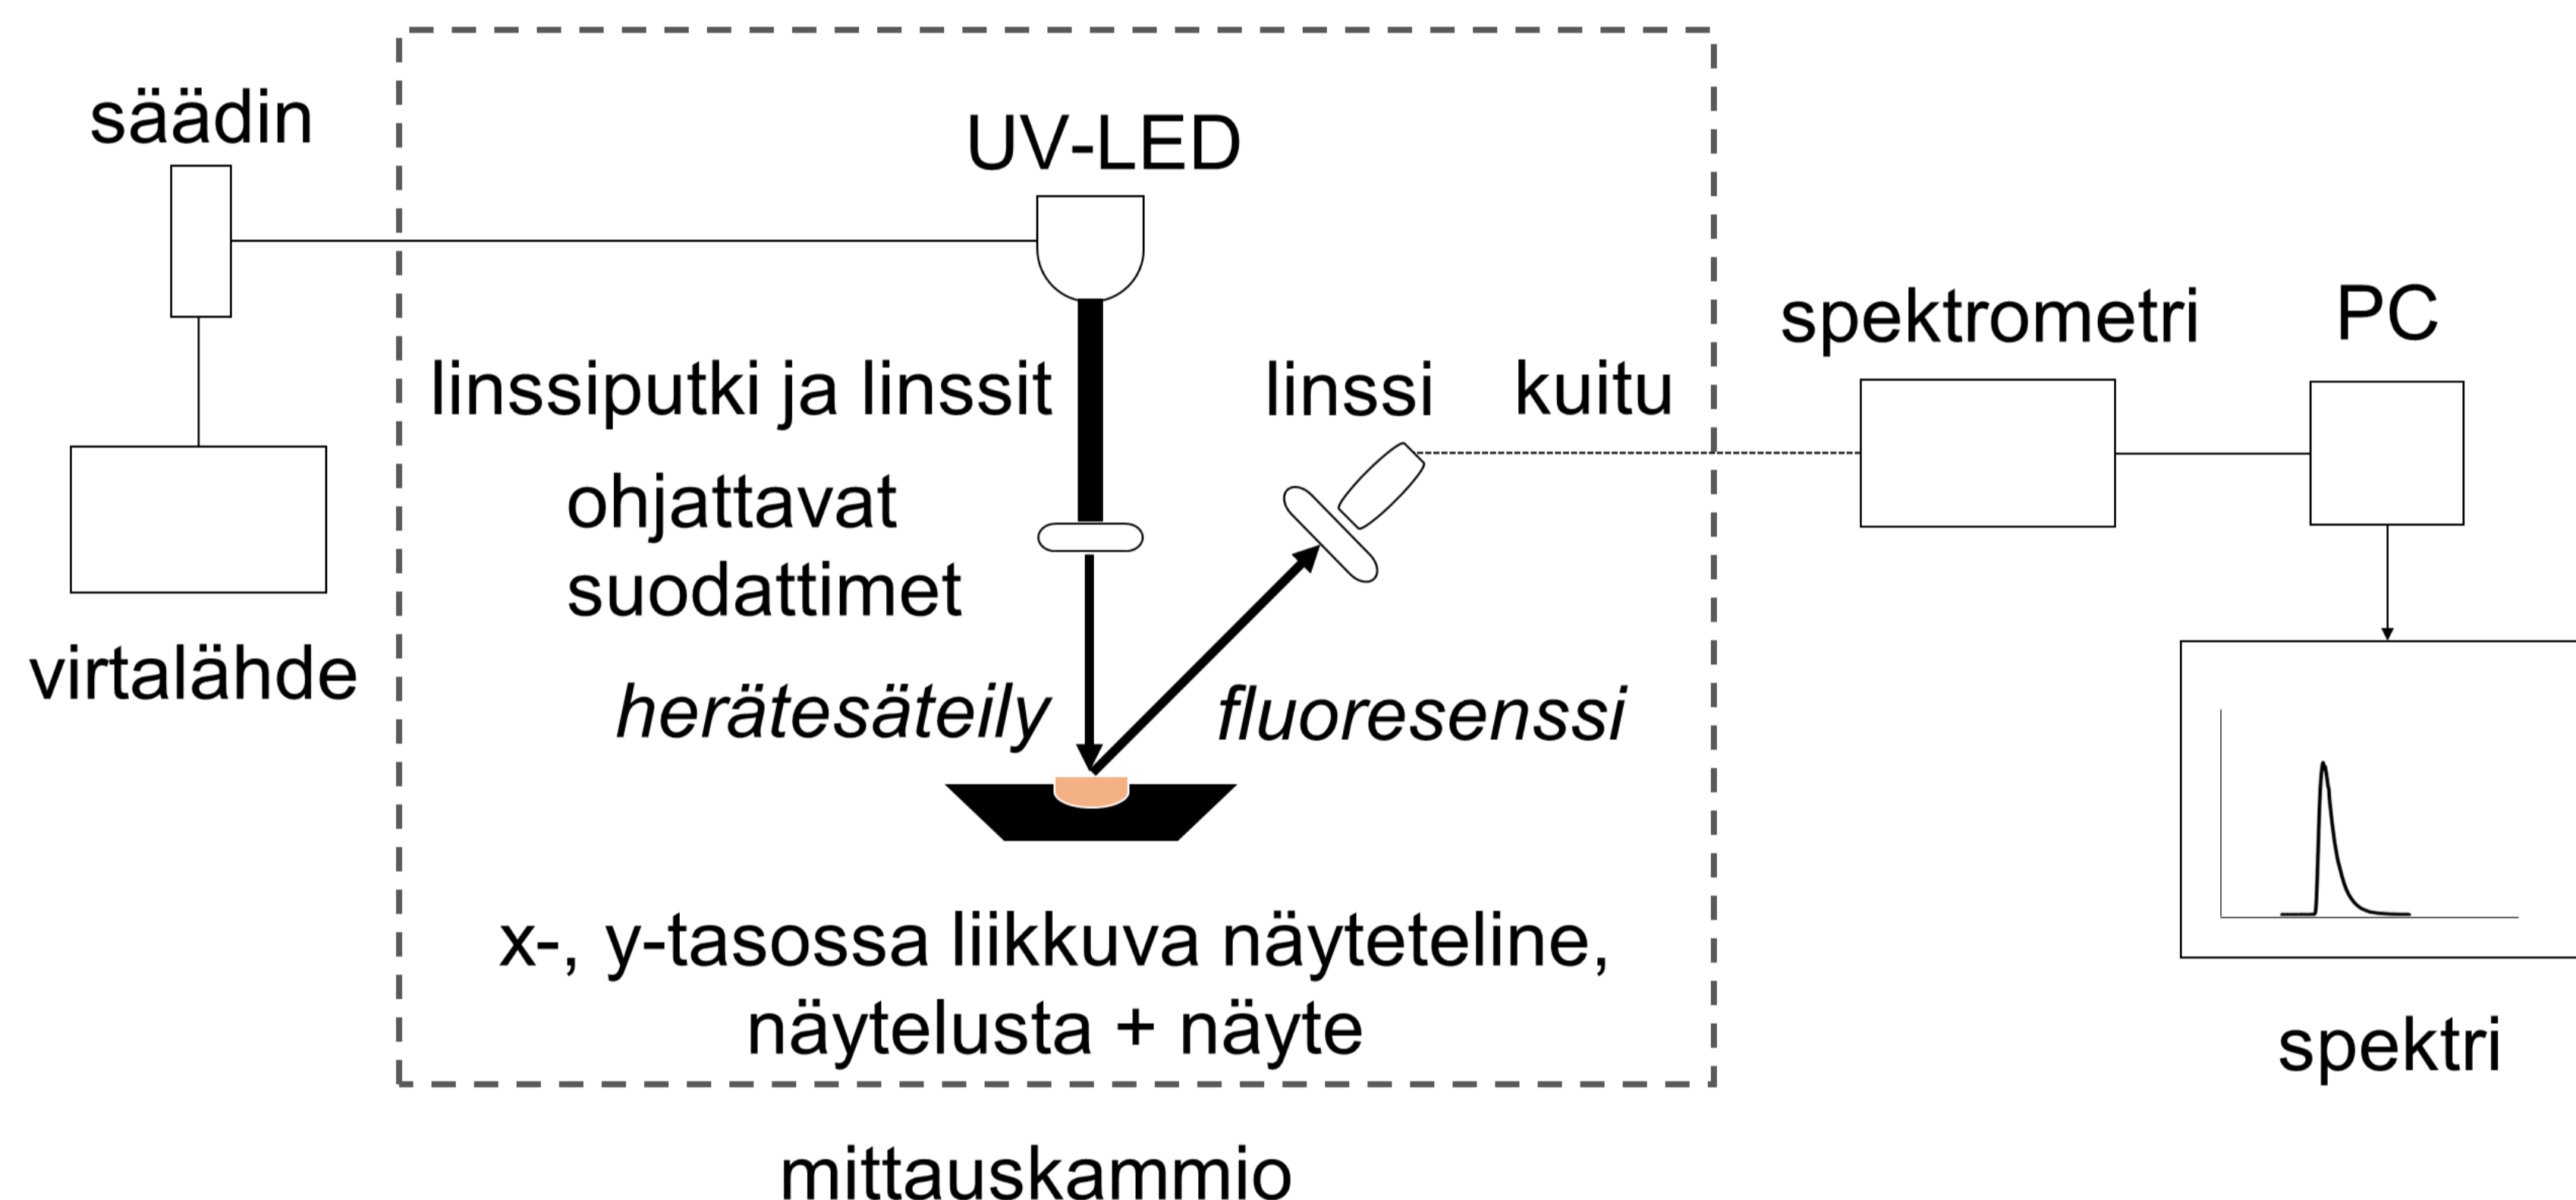 säädin
UV-LED
spektrometri
PC
linssiputki ja linssit
linssi
kuitu
ohjattavat
suodattimet
virtalähde
herätesäteily
fluoresenssi
x-, y-tasossa liikkuva näyteteline,
näytelusta + näyte
spektri
mittauskammio